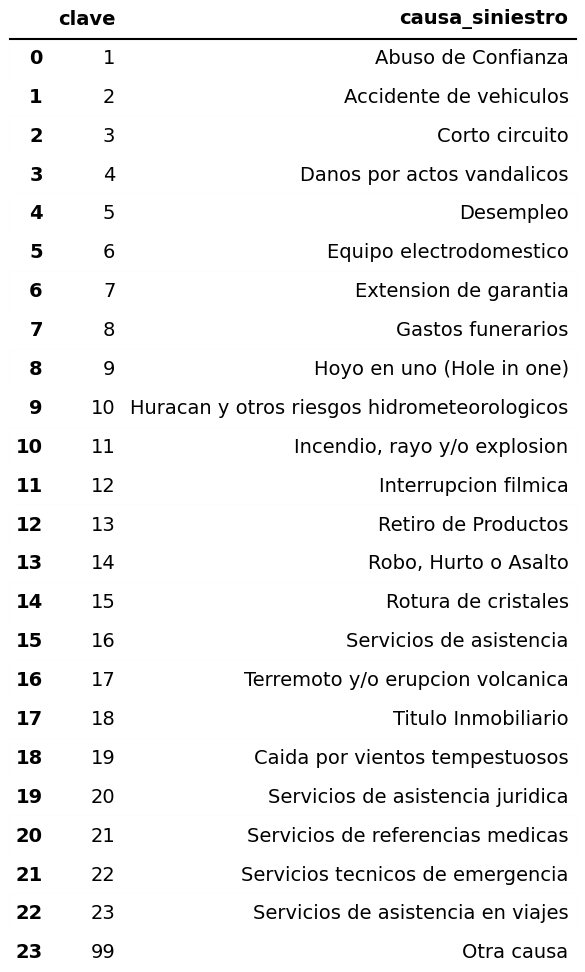 clave causa_siniestro
0 1 Abuso de Confianza
1 2 Accidente de vehiculos
2 3 Corto circuito
3 4 Danos por actos vandalicos
4 5 Desempleo
5 6 Equipo electrodomestico
6 7 Extension de garantia
7 8 Gastos funerarios
8 9 Hoyo en uno (Hole in one)
9 10 Huracan y otros riesgos hidrometeorologicos
10 11 Incendio, rayo y/o explosion
11 12 Interrupcion filmica
12 13 Retiro de Productos
13 14 Robo, Hurto o Asalto
14 15 Rotura de cristales
15 16 Servicios de asistencia
16 17 Terremoto y/o erupcion volcanica
17 18 Titulo Inmobiliario
18 19 Caida por vientos tempestuosos
19 20 Servicios de asistencia juridica
20 21 Servicios de referencias medicas
21 22 Servicios tecnicos de emergencia
22 23 Servicios de asistencia en viajes
23 99 Otra causa